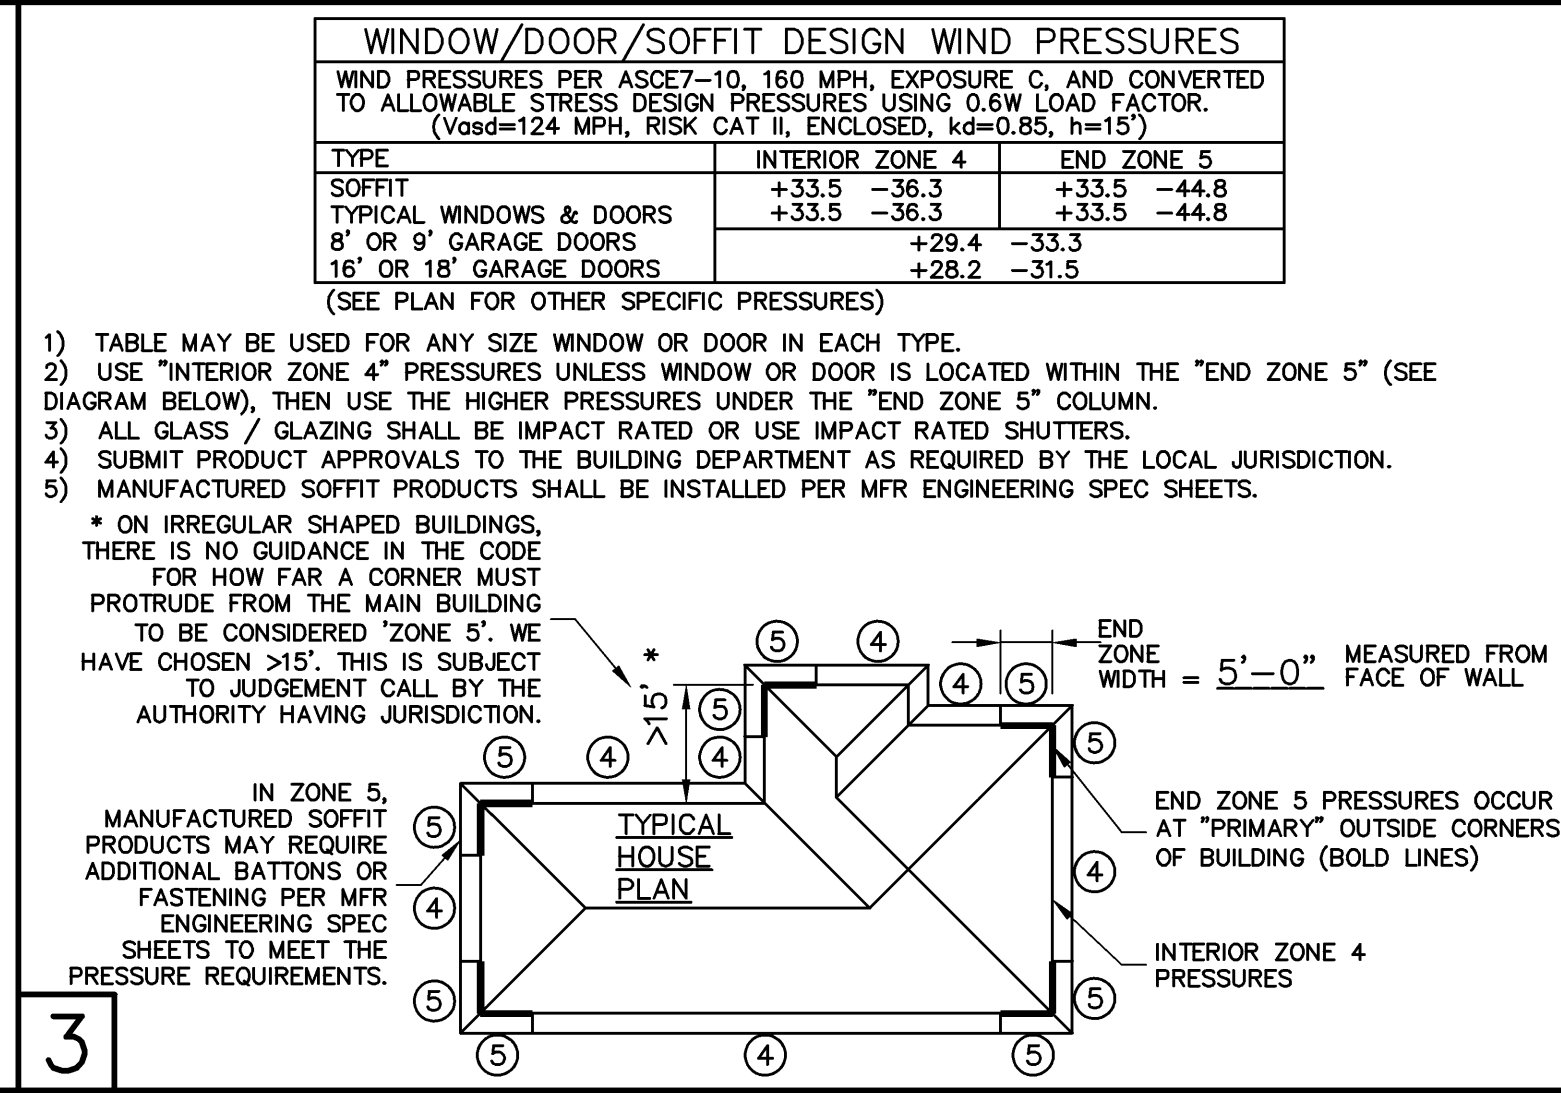 WINDOW/DOOR/SOFFIT DESIGN WIND PRESSURES
WIND PRESSURES PER ASCE7-10, 160 MPH, EXPOSURE C, AND CONVERTED
TO ALLOWABLE STRESS DESIGN PRESSURES USING 0.6W LOAD FACTOR.
(Vasd=124 MPH, RISK CAT II, ENCLOSED, kd=0.85, h=15')
TYPE INTERIOR ZONE 4 END ZONE 5
SOFFIT +33.5 -36.3 +33.5 -44.8
TYPICAL WINDOWS & DOORS +33.5 -36.3 +33.5 -44.8
8' OR 9' GARAGE DOORS +29.4 -33.3
16' OR 18' GARAGE DOORS +28.2 -31.5
(SEE PLAN FOR OTHER SPECIFIC PRESSURES)
1) TABLE MAY BE USED FOR ANY SIZE WINDOW OR DOOR IN EACH TYPE.
2) USE "INTERIOR ZONE 4" PRESSURES UNLESS WINDOW OR DOOR IS LOCATED WITHIN THE "END ZONE 5" (SEE
DIAGRAM BELOW), THEN USE THE HIGHER PRESSURES UNDER THE "END ZONE 5" COLUMN.
3) ALL GLASS / GLAZING SHALL BE IMPACT RATED OR USE IMPACT RATED SHUTTERS.
4) SUBMIT PRODUCT APPROVALS TO THE BUILDING DEPARTMENT AS REQUIRED BY THE LOCAL JURISDICTION.
5) MANUFACTURED SOFFIT PRODUCTS SHALL BE INSTALLED PER MFR ENGINEERING SPEC SHEETS.
* ON IRREGULAR SHAPED BUILDINGS,
THERE IS NO GUIDANCE IN THE CODE
FOR HOW FAR A CORNER MUST
PROTRUDE FROM THE MAIN BUILDING
TO BE CONSIDERED 'ZONE 5'. WE
HAVE CHOSEN >15'. THIS IS SUBJECT
TO JUDGEMENT CALL BY THE
AUTHORITY HAVING JURISDICTION.
IN ZONE 5,
MANUFACTURED SOFFIT
PRODUCTS MAY REQUIRE
ADDITIONAL BATTONS OR
FASTENING PER MFR
ENGINEERING SPEC
SHEETS TO MEET THE
PRESSURE REQUIREMENTS.
>15' *
5
4
4
5
5
4
5
4
5
4
5
5
4
5
TYPICAL
HOUSE
PLAN
5
4
5
5
4
5
END
ZONE
WIDTH = 5'-0" MEASURED FROM
FACE OF WALL
END ZONE 5 PRESSURES OCCUR
AT "PRIMARY" OUTSIDE CORNERS
OF BUILDING (BOLD LINES)
INTERIOR ZONE 4
PRESSURES
3